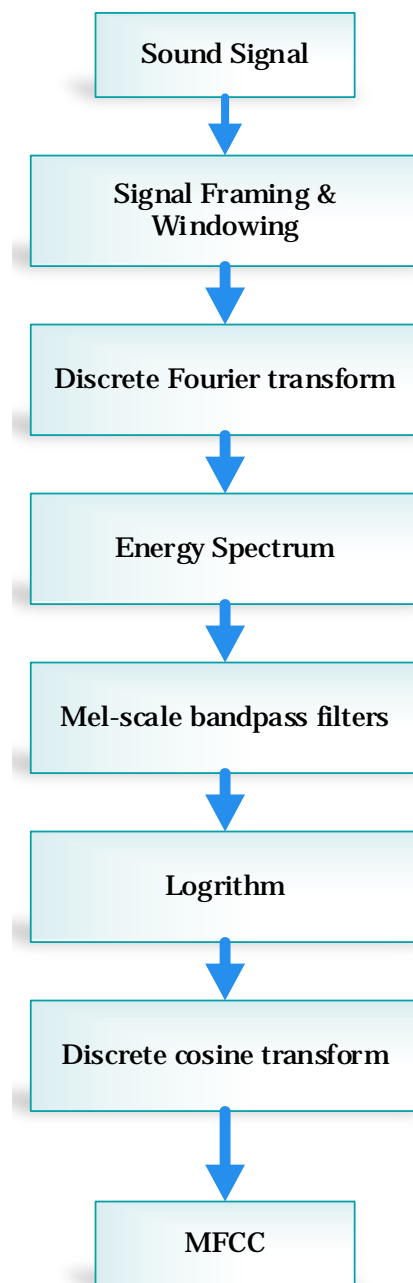 Sound Signal
Signal Framing &
Windowing
Discrete Fourier transform
Energy Spectrum
Mel-scale bandpass filters
Logrithm
Discrete cosine transform
MFCC